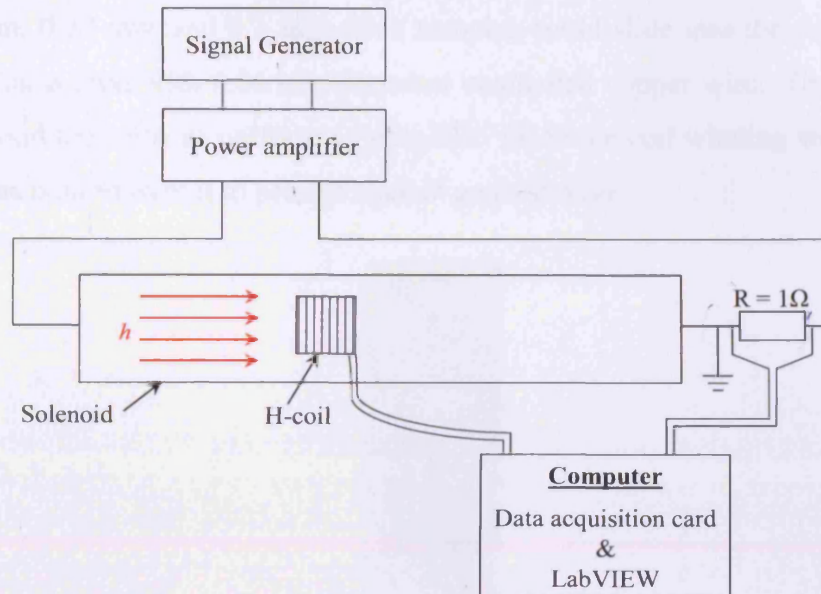 Signal Generator
Power amplifier
R = 1Ω
h
Solenoid
H-coil
Computer
Data acquisition card
&
LabVIEW